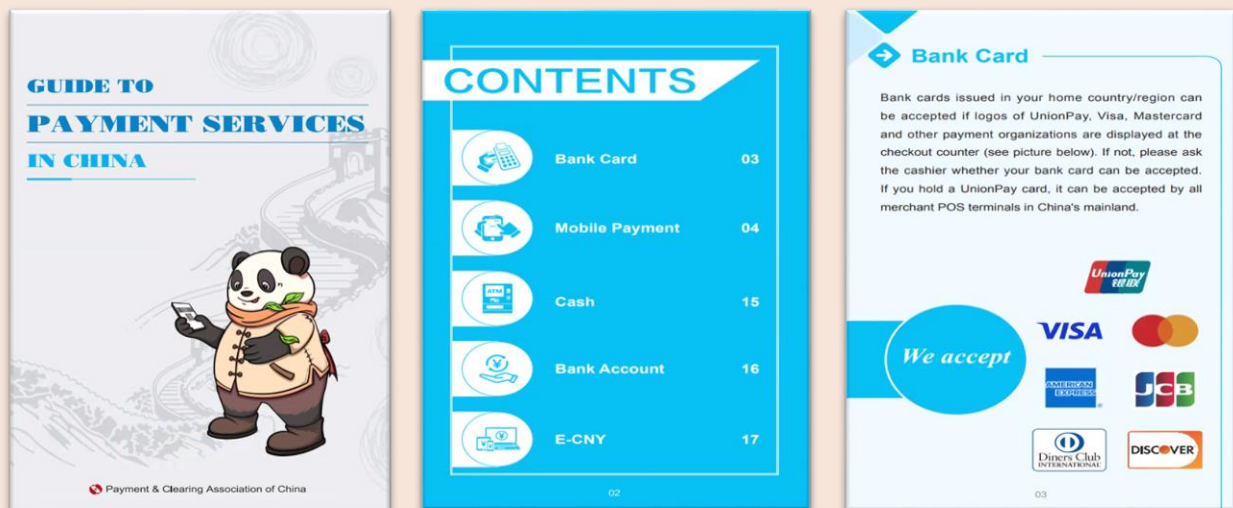 GUIDE TO
PAYMENT SERVICES
IN CHINA
Payment & Clearing Association of China
CONTENTS
Bank Card 03
Mobile Payment 04
ATM
Cash 15
¥
Bank Account 16
¥
E-CNY 17
02
Bank Card
Bank cards issued in your home country/region can
be accepted if logos of UnionPay, Visa, Mastercard
and other payment organizations are displayed at the
checkout counter (see picture below). If not, please ask
the cashier whether your bank card can be accepted.
If you hold a UnionPay card, it can be accepted by all
merchant POS terminals in China's mainland.
UnionPay
银联
We accept
VISA
AMERICAN
EXPRESS
JCB
Diners Club
INTERNATIONAL
DISCOVER
03